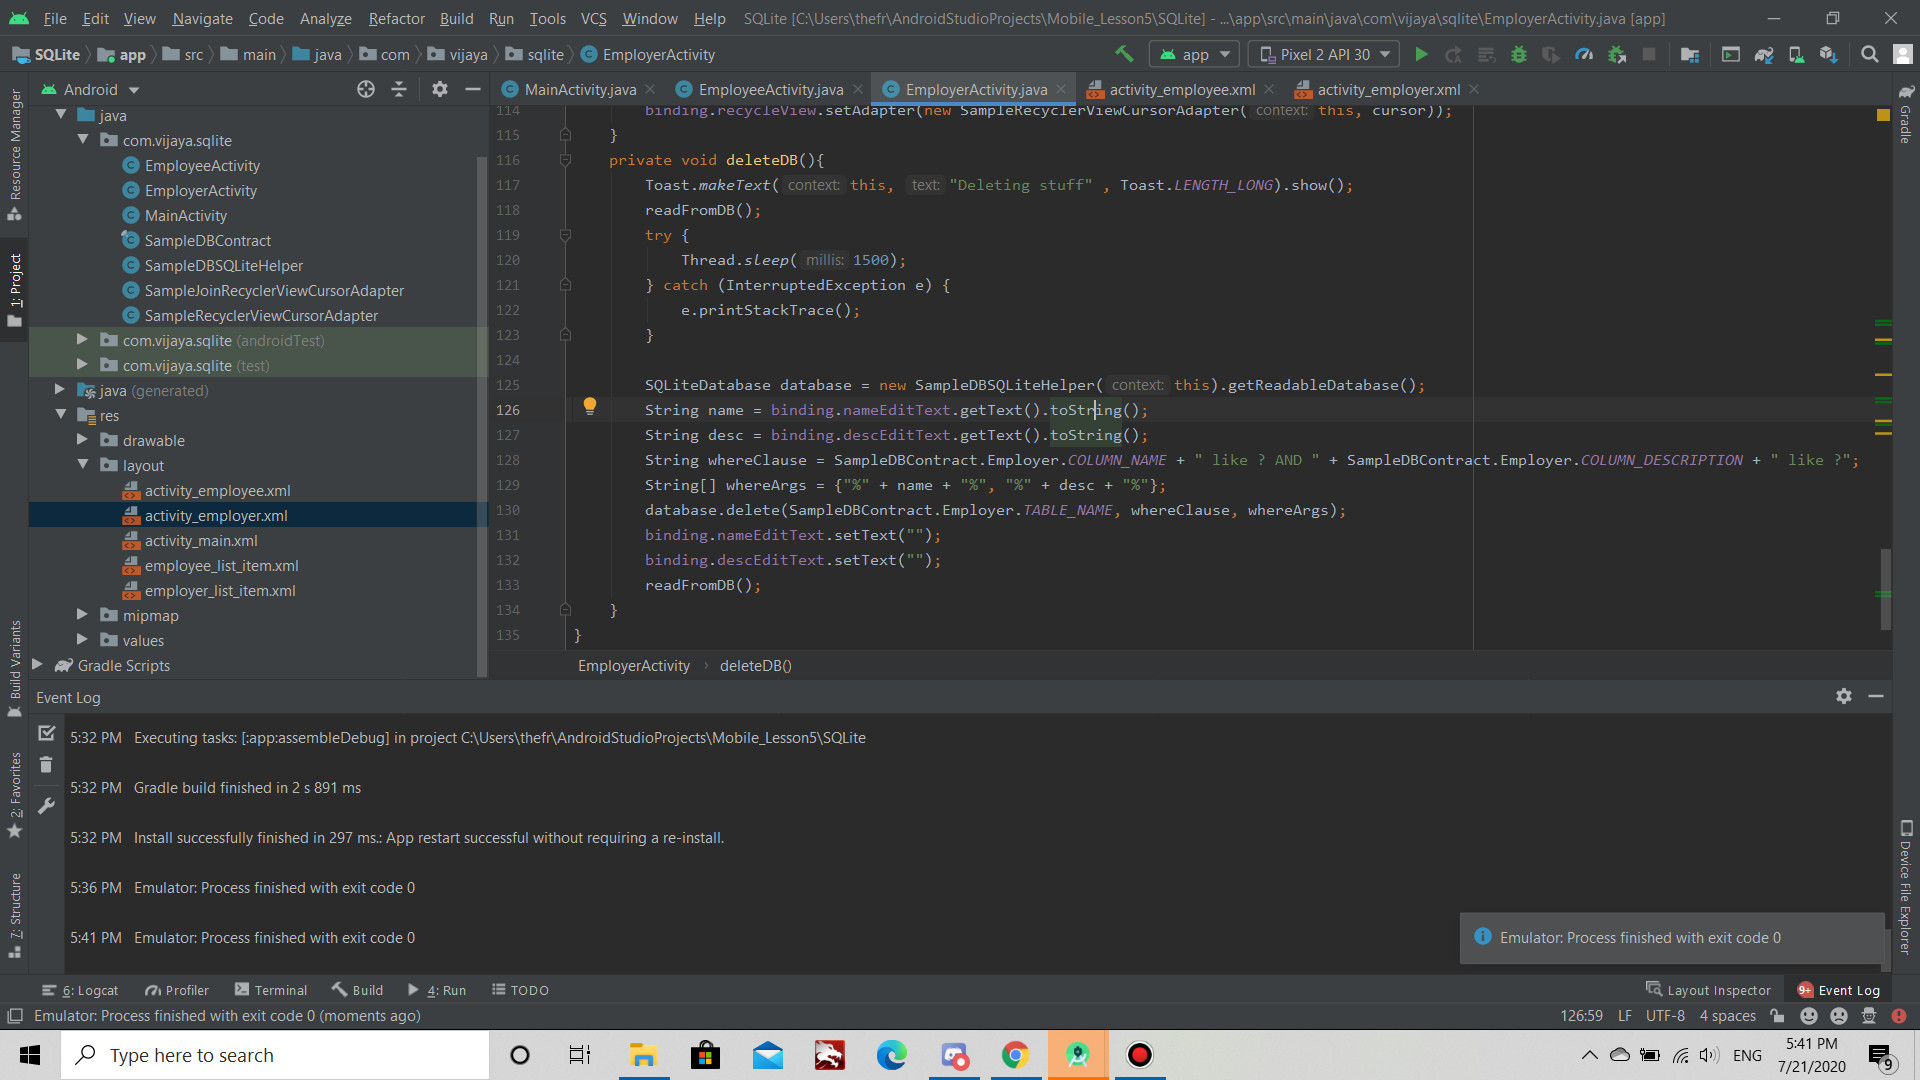 File Edit View Navigate Code Analyze Refactor Build Run Tools VCS Window Help SQLite [C:\Users\thefr\AndroidStudioProjects\Mobile_Lesson5\SQLite] - ...\app\src\main\java\com\vijaya\sqlite\EmployerActivity.java [app]
SQLite app src main java com vijaya sqlite EmployerActivity app Pixel 2 API 30
Android
MainActivity.java EmployeeActivity.java EmployerActivity.java activity_employee.xml activity_employer.xml
Resource Manager
1: Project
Build Variants
2: Favorites
7: Structure
java
com.vijaya.sqlite
EmployeeActivity
EmployerActivity
MainActivity
SampleDBContract
SampleDBSQLiteHelper
SampleJoinRecyclerViewCursorAdapter
SampleRecyclerViewCursorAdapter
com.vijaya.sqlite (androidTest)
com.vijaya.sqlite (test)
java (generated)
res
drawable
layout
activity_employee.xml
activity_employer.xml
activity_main.xml
employee_list_item.xml
employer_list_item.xml
mipmap
values
Gradle Scripts
114 binding.recycleView.setAdapter(new SampleRecyclerViewCursorAdapter( context: this, cursor));
115 }
116 private void deleteDB(){
117 Toast.makeText( context: this, text: "Deleting stuff" , Toast.LENGTH_LONG).show();
118 readFromDB();
119 try {
120 Thread.sleep( millis: 1500);
121 } catch (InterruptedException e) {
122 e.printStackTrace();
123 }
124
125 SQLiteDatabase database = new SampleDBSQLiteHelper( context: this).getReadableDatabase();
126 String name = binding.nameEditText.getText().toString();
127 String desc = binding.descEditText.getText().toString();
128 String whereClause = SampleDBContract.Employer.COLUMN_NAME + " like ? AND " + SampleDBContract.Employer.COLUMN_DESCRIPTION + " like ?";
129 String[] whereArgs = {"%" + name + "%", "%" + desc + "%"};
130 database.delete(SampleDBContract.Employer.TABLE_NAME, whereClause, whereArgs);
131 binding.nameEditText.setText("");
132 binding.descEditText.setText("");
133 readFromDB();
134 }
135 }
EmployerActivity deleteDB()
Gradle
Device File Explorer
Event Log
5:32 PM Executing tasks: [:app:assembleDebug] in project C:\Users\thefr\AndroidStudioProjects\Mobile_Lesson5\SQLite
5:32 PM Gradle build finished in 2 s 891 ms
5:32 PM Install successfully finished in 297 ms.: App restart successful without requiring a re-install.
5:36 PM Emulator: Process finished with exit code 0
5:41 PM Emulator: Process finished with exit code 0
Emulator: Process finished with exit code 0
6: Logcat Profiler Terminal Build 4: Run TODO Layout Inspector 9+ Event Log
Emulator: Process finished with exit code 0 (moments ago) 126:59 LF UTF-8 4 spaces
Type here to search ENG 5:41 PM
7/21/2020 9